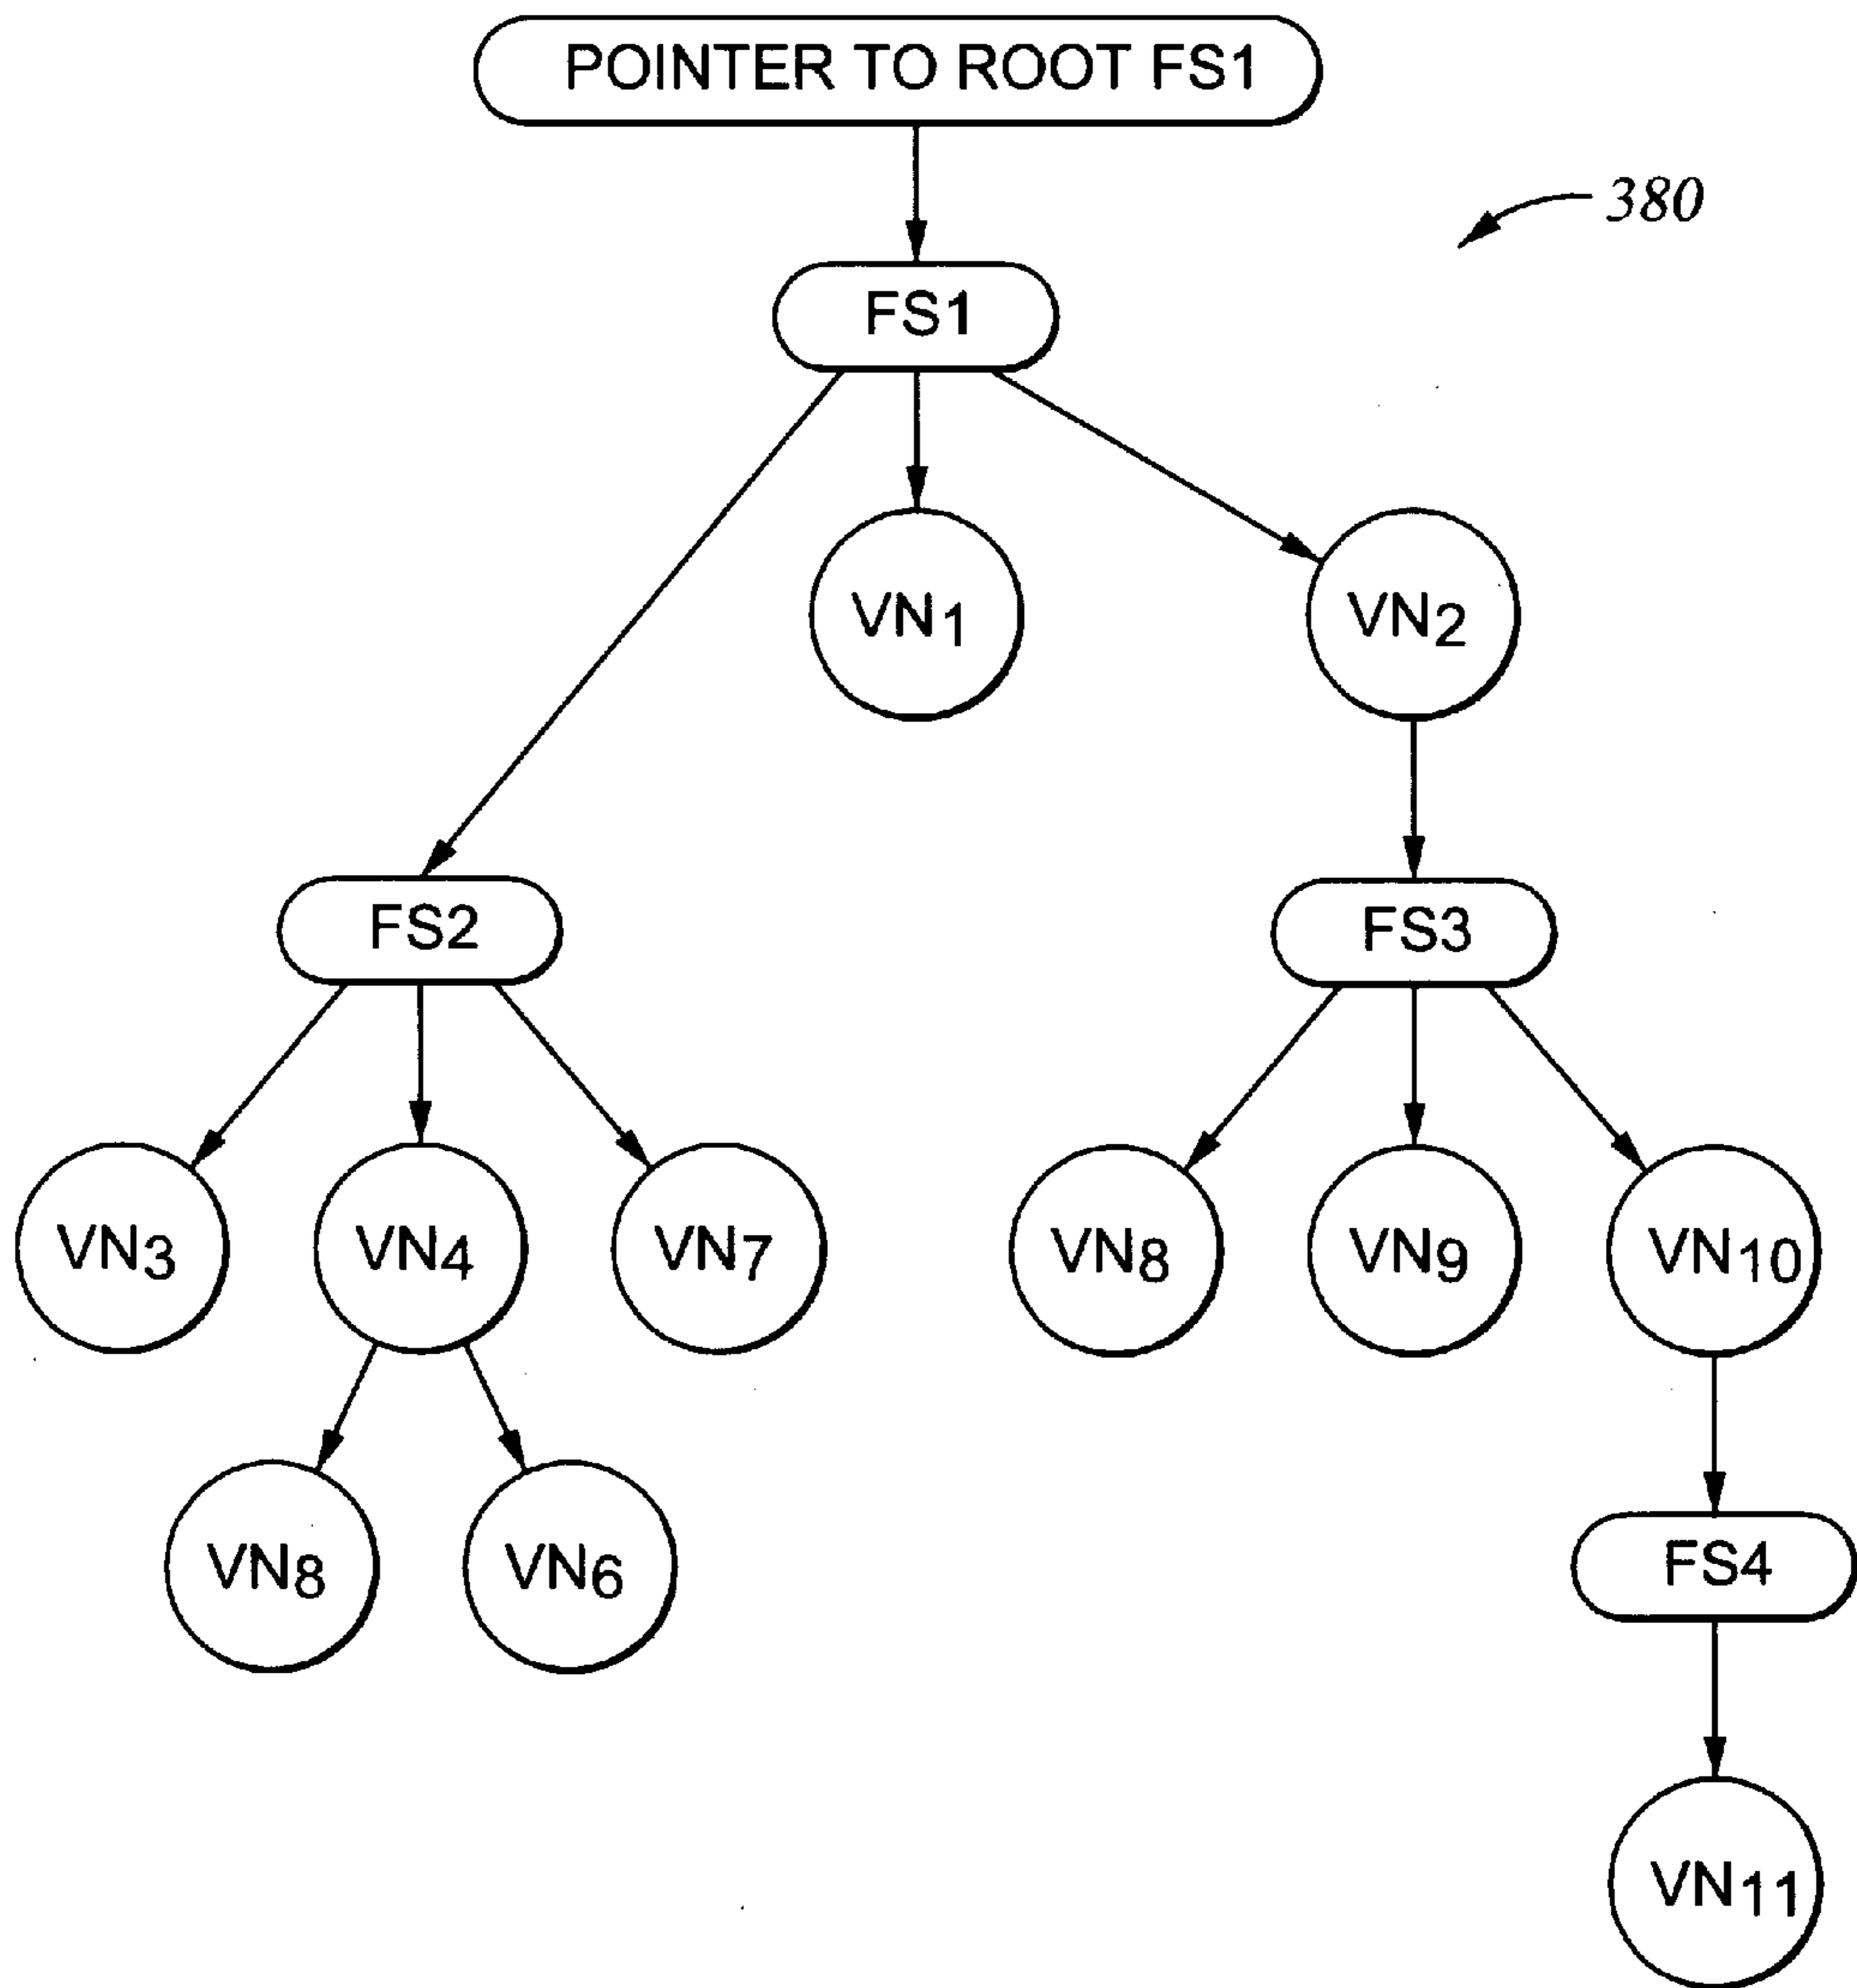 POINTER TO ROOT FS1
380
FS1
VN1
VN2
FS2
FS3
VN3
VN4
VN7
VN8
VN9
VN10
VN8
VN6
FS4
VN11